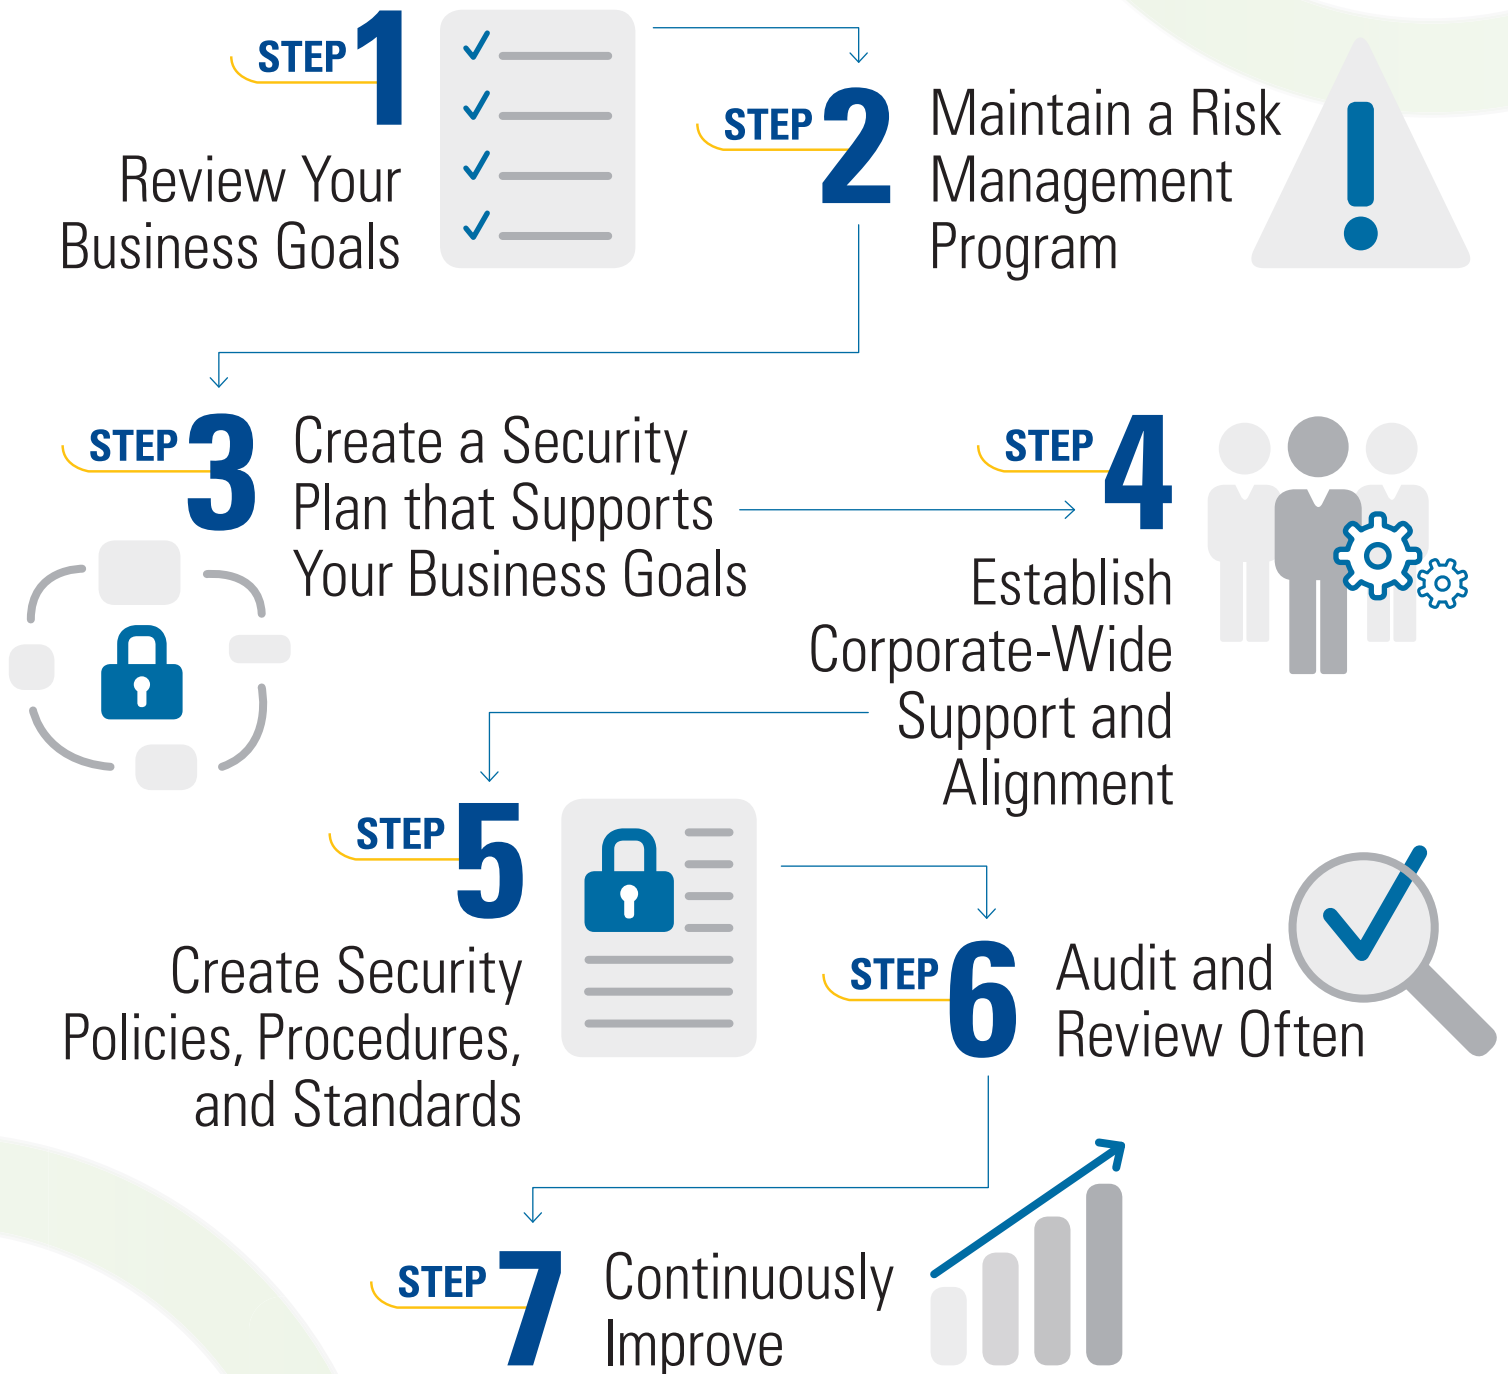 STEP 1
Review Your
Business Goals
STEP 2
Maintain a Risk
Management
Program
STEP 3
Create a Security
Plan that Supports
Your Business Goals
STEP 4
Establish
Corporate-Wide
Support and
Alignment
STEP 5
Create Security
Policies, Procedures,
and Standards
STEP 6
Audit and
Review Often
STEP 7
Continuously
Improve